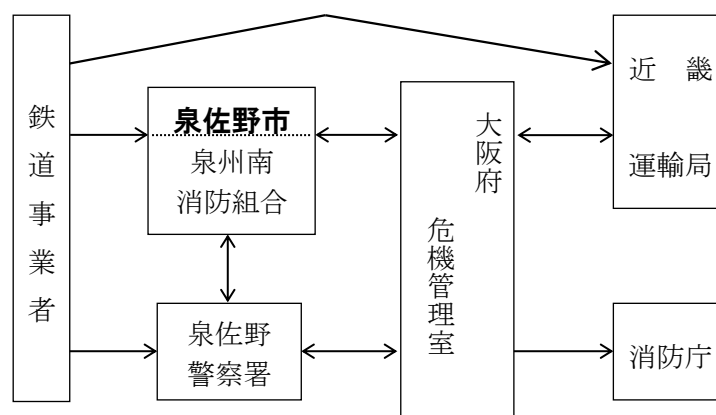 鉄道事業者
泉佐野市
泉州南
消防組合
泉佐野
警察署
大阪府
危機管理室
近　畿
運輸局
消防庁